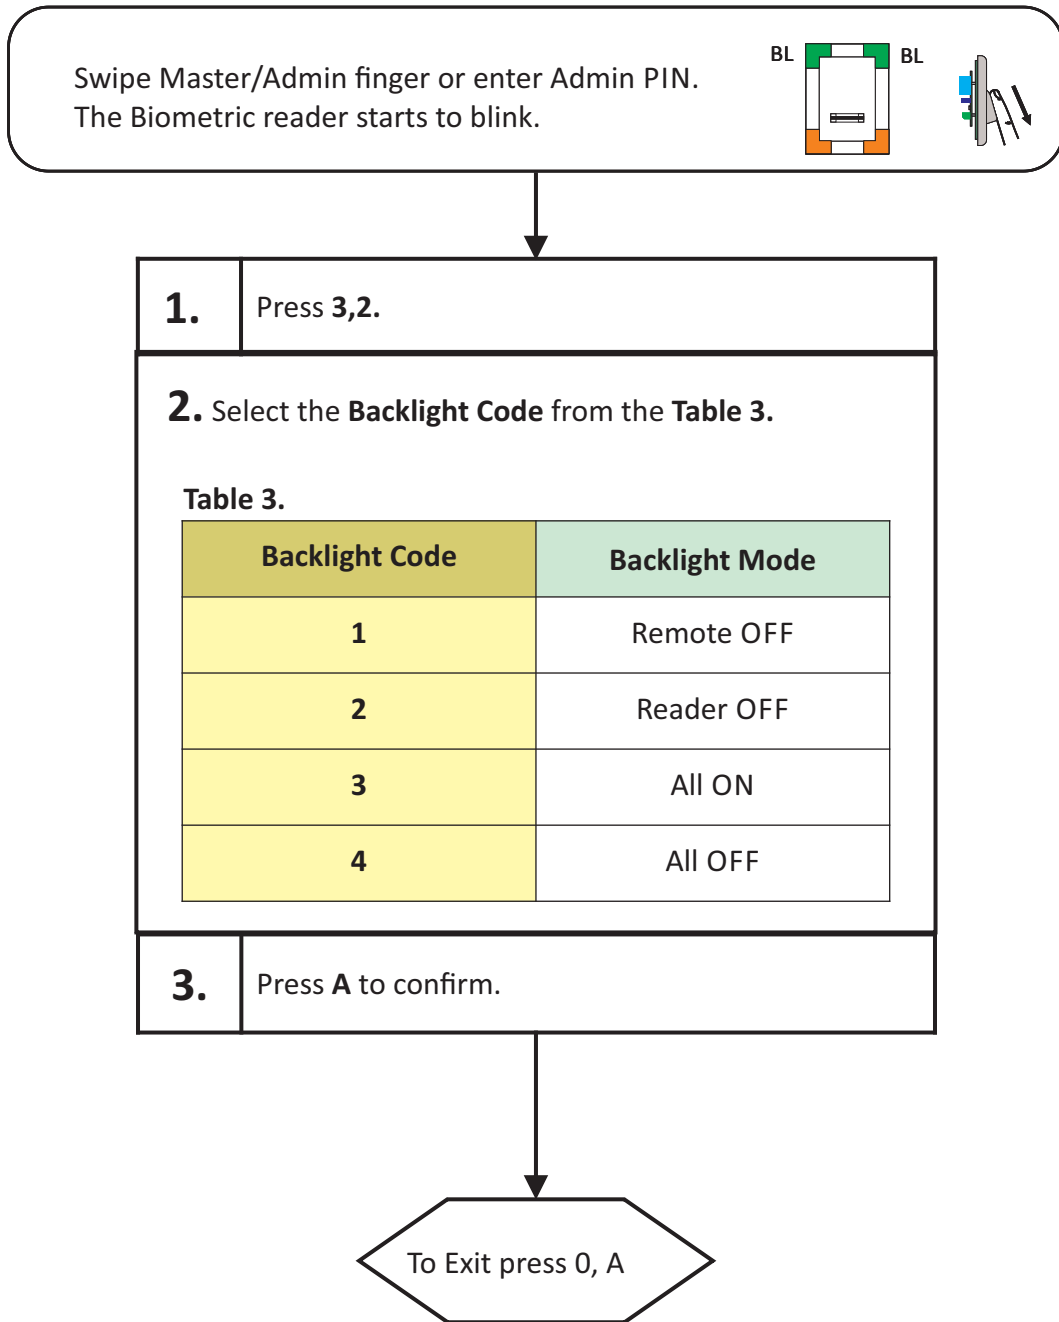 Swipe Master/Admin finger or enter Admin PIN.
The Biometric reader starts to blink.
BL BL
1. Press 3,2.
2. Select the Backlight Code from the Table 3.
Table 3.
Backlight Code Backlight Mode
1 Remote OFF
2 Reader OFF
3 All ON
4 All OFF
3. Press A to confirm.
To Exit press 0, A